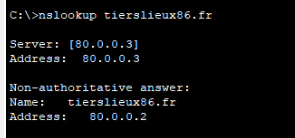 C:\>nslookup tierslieux86.fr
Server: [80.0.0.3]
Address:  80.0.0.3
Non-authoritative answer:
Name:   tierslieux86.fr
Address:   80.0.0.2